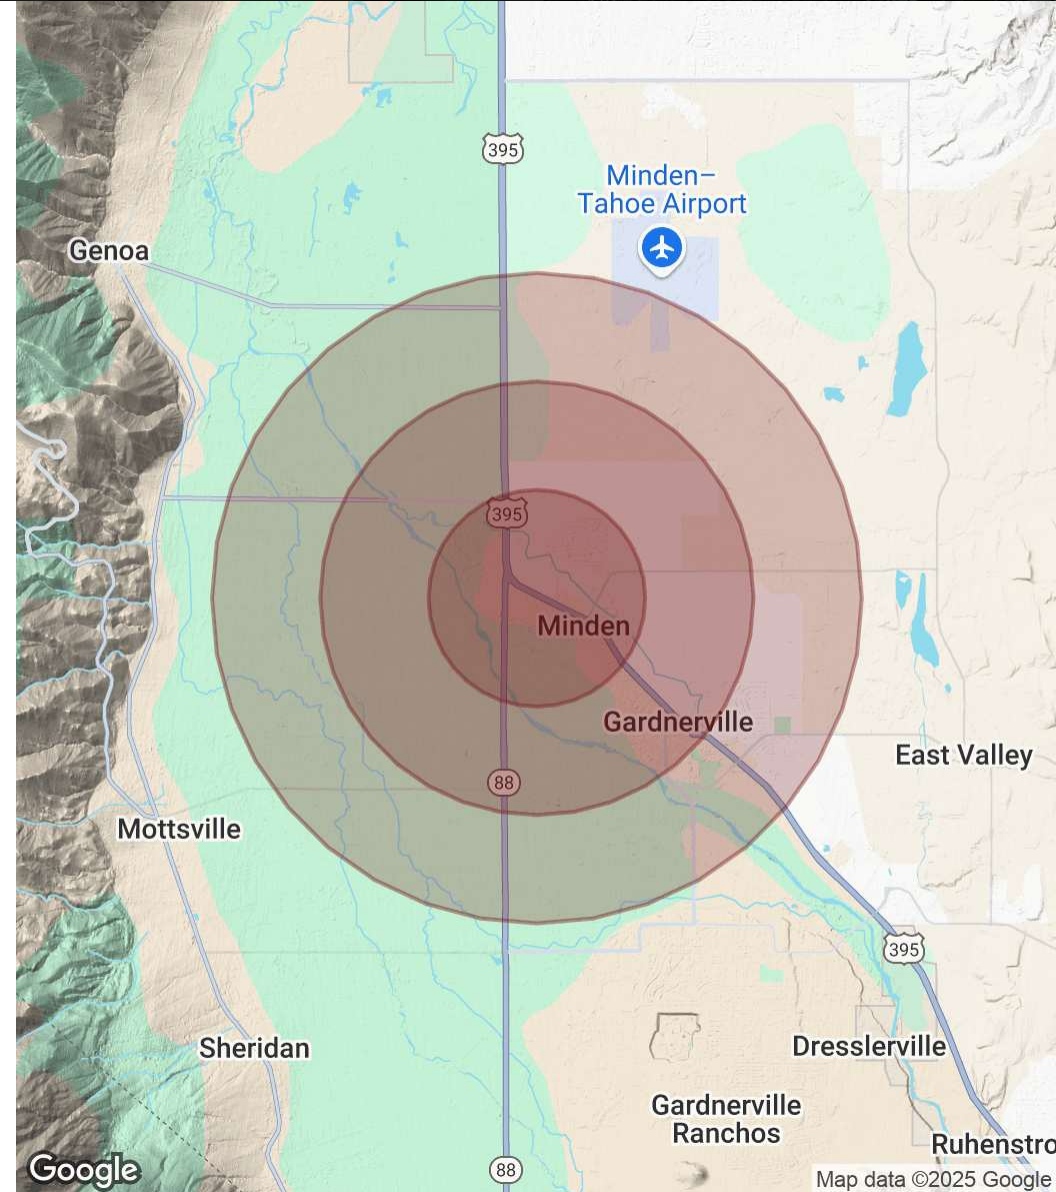 395
Minden–
Tahoe Airport
Genoa
395
Minden
Gardnerville
East Valley
88
Mottsville
395
Sheridan
Dresslerville
Gardnerville
Ranchos
Ruhenstro
88
Google
Map data ©2025 Google